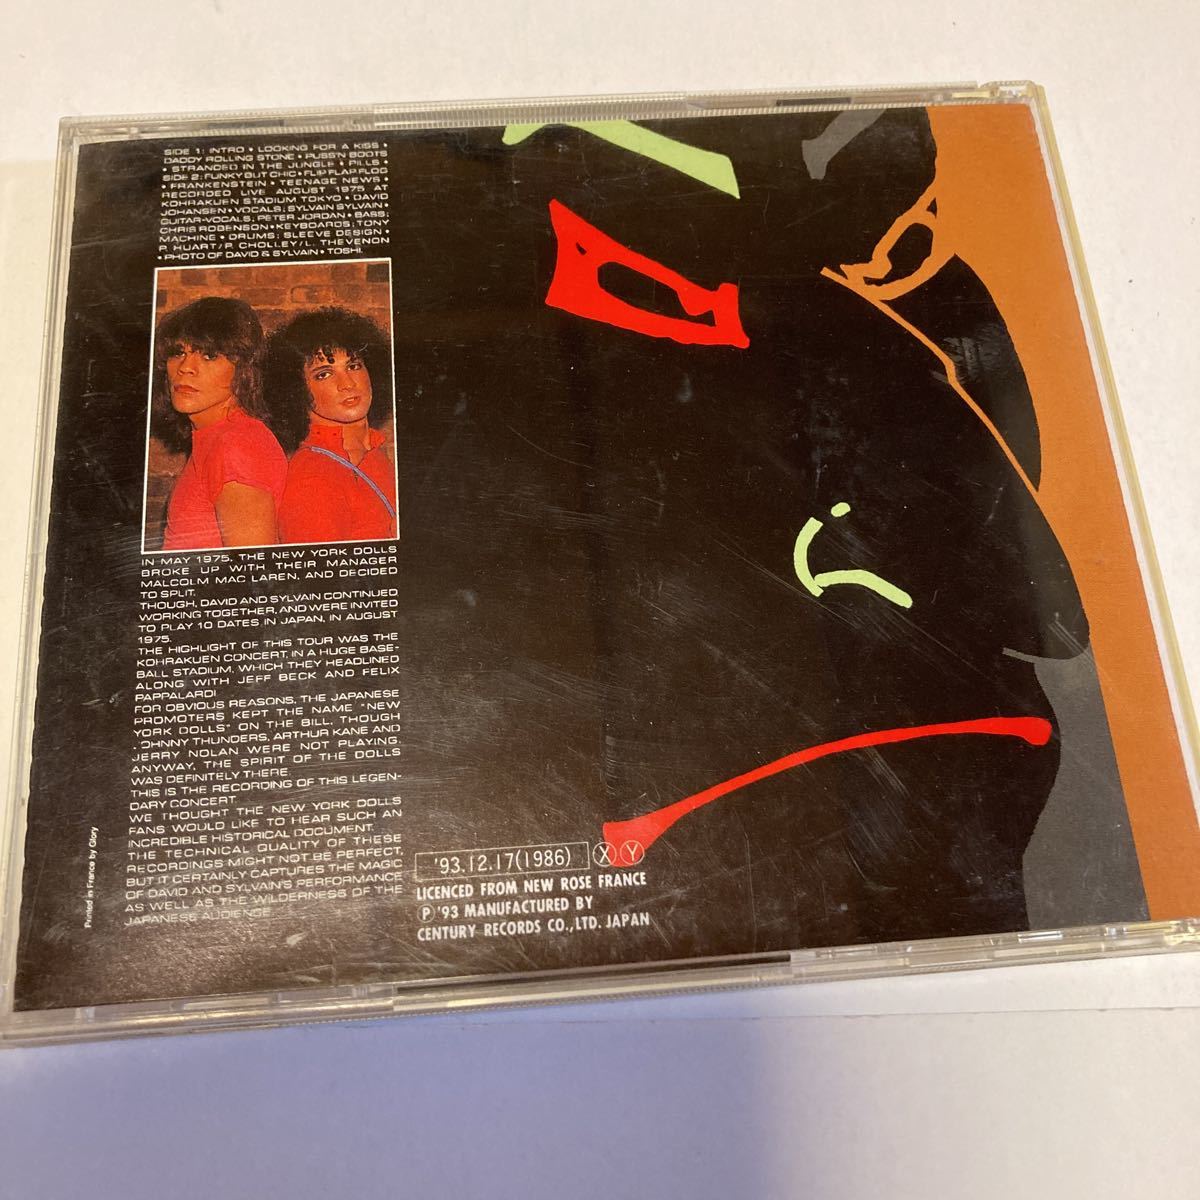 SIDE 1: INTRO • LOOKING FOR A KISS •
DADDY ROLLING STONE • PUSS'N BOOTS
• STRANDED IN THE JUNGLE • PILLS •
SIDE 2: FUNKY BUT CHIC • FLIP FLAP FLOG
• FRANKENSTEIN • TEENAGE NEWS •
RECORDED LIVE AUGUST 1975 AT
KOHRAKUEN STADIUM TOKYO • DAVID
JOHANSEN • VOCALS; SYLVAIN SYLVAIN •
GUITAR-VOCALS; PETER JORDAN • BASS;
CHRIS ROBENSON • KEYBOARDS; TONY
MACHINE • DRUMS; SLEEVE DESIGN •
P. HUART/P. CHOLLEY/L. THEVENON
• PHOTO OF DAVID & SYLVAIN • TOSHI.
IN MAY 1975, THE NEW YORK DOLLS
BROKE UP WITH THEIR MANAGER
MALCOLM MAC LAREN, AND DECIDED
TO SPLIT.
THOUGH, DAVID AND SYLVAIN CONTINUED
WORKING TOGETHER, AND WERE INVITED
TO PLAY 10 DATES IN JAPAN, IN AUGUST
1975.
THE HIGHLIGHT OF THIS TOUR WAS THE
KOHRAKUEN CONCERT, IN A HUGE BASE-
BALL STADIUM, WHICH THEY HEADLINED
ALONG WITH JEFF BECK AND FELIX
PAPPALARDI
FOR OBVIOUS REASONS, THE JAPANESE
PROMOTERS KEPT THE NAME "NEW
YORK DOLLS" ON THE BILL, THOUGH
JOHNNY THUNDERS, ARTHUR KANE AND
JERRY NOLAN WERE NOT PLAYING.
ANYWAY, THE SPIRIT OF THE DOLLS
WAS DEFINITELY THERE.
THIS IS THE RECORDING OF THIS LEGEN-
DARY CONCERT.
WE THOUGHT THE NEW YORK DOLLS
FANS WOULD LIKE TO HEAR SUCH AN
INCREDIBLE HISTORICAL DOCUMENT.
THE TECHNICAL QUALITY OF THESE
RECORDINGS MIGHT NOT BE PERFECT,
BUT IT CERTAINLY CAPTURES THE MAGIC
OF DAVID AND SYLVAIN'S PERFORMANCE
AS WELL AS THE WILDERNESS OF THE
JAPANESE AUDIENCE.
Printed in France by Glory
'93.12.17(1986) Ⓧ Ⓨ
LICENCED FROM NEW ROSE FRANCE
Ⓟ '93 MANUFACTURED BY
CENTURY RECORDS CO.,LTD. JAPAN